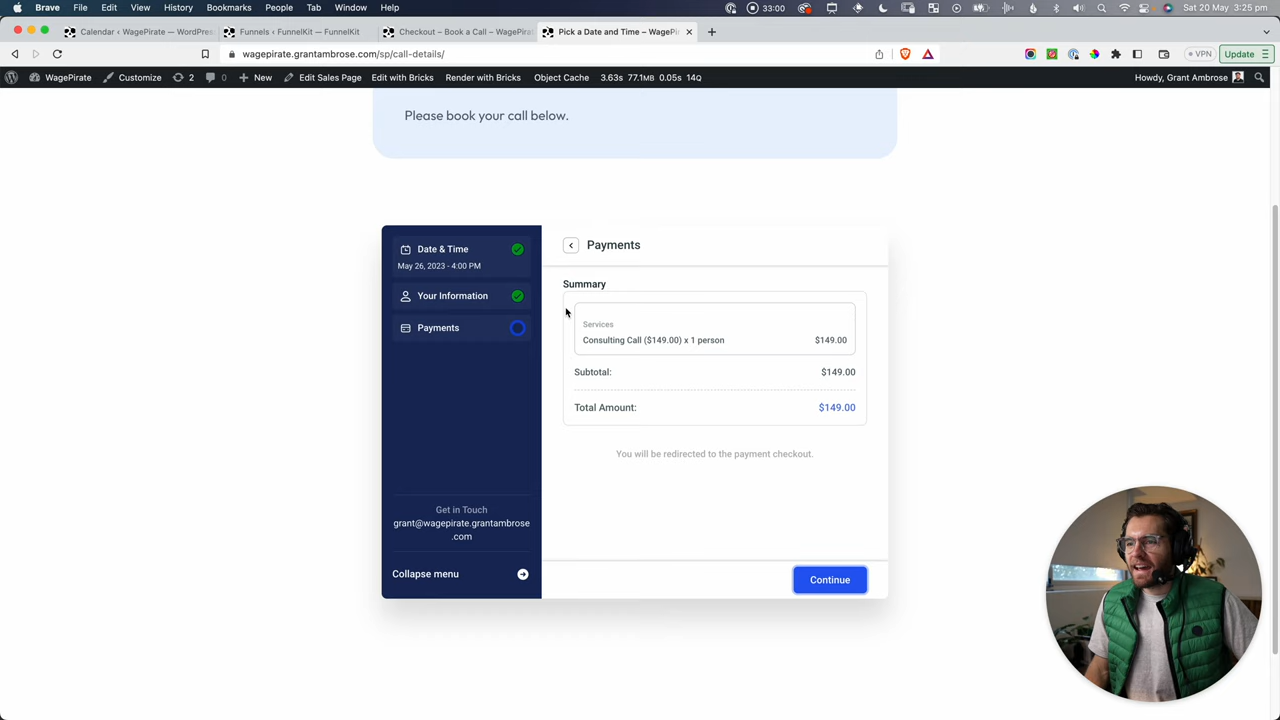 Brave File Edit View History Bookmarks People Tab Window Help 33:00 Sat 20 May 3:25 pm
Calendar ‹ WagePirate — WordPres
Funnels ‹ FunnelKit — FunnelKit
Checkout – Book a Call – WagePira
Pick a Date and Time – WagePir
wagepirate.grantambrose.com/sp/call-details/
VPN
Update
WagePirate Customize 2 0 New Edit Sales Page Edit with Bricks Render with Bricks Object Cache 3.63s 77.1MB 0.05s 14Q Howdy, Grant Ambrose
Please book your call below.
Date & Time
May 26, 2023 - 4:00 PM
Your Information
Payments
Get in Touch
grant@wagepirate.grantambrose
.com
Collapse menu
Payments
Summary
Services
Consulting Call ($149.00) x 1 person $149.00
Subtotal: $149.00
Total Amount: $149.00
You will be redirected to the payment checkout.
Continue